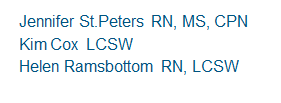 Jennifer St.Peters RN, MS, CPN
Kim Cox LCSW
Helen Ramsbottom RN, LCSW